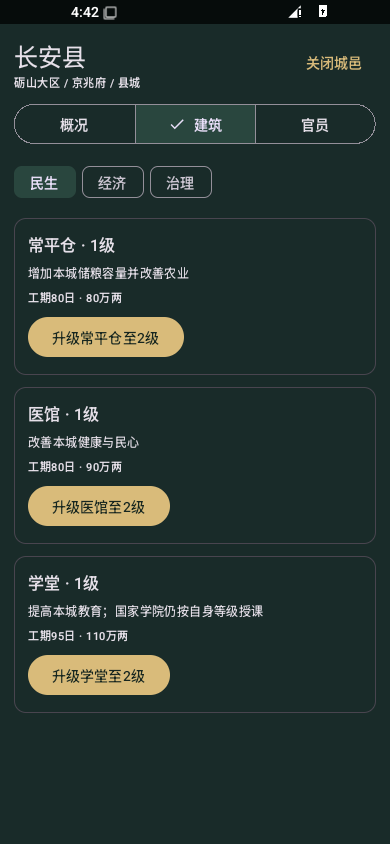 4:42
长安县
关闭城邑
砺山大区 / 京兆府 / 县城
概况
建筑
官员
民生
经济
治理
常平仓 · 1级
增加本城储粮容量并改善农业
工期80日 · 80万两
升级常平仓至2级
医馆 · 1级
改善本城健康与民心
工期80日 · 90万两
升级医馆至2级
学堂 · 1级
提高本城教育；国家学院仍按自身等级授课
工期95日 · 110万两
升级学堂至2级